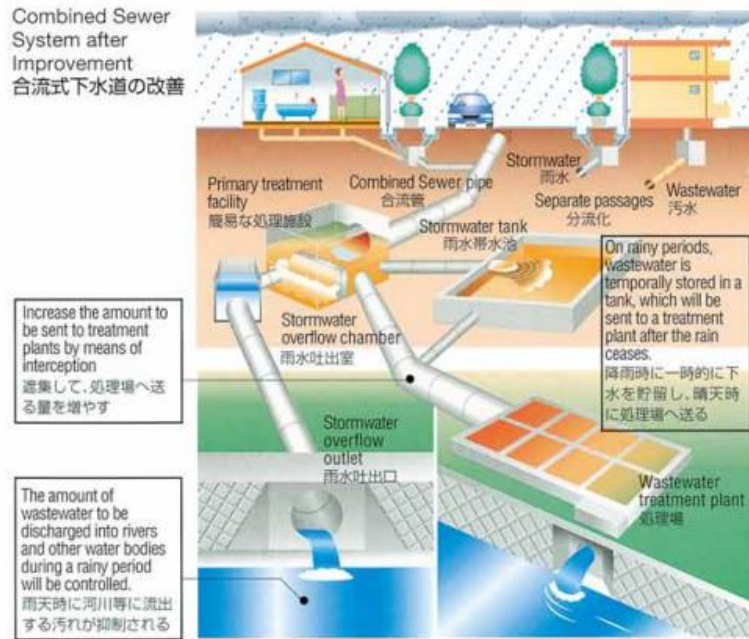 Combined Sewer
System after
Improvement
合流式下水道の改善
Stormwater
雨水
Primary treatment
facility
簡易な処理施設
Combined Sewer pipe
合流管
Separate passages
分流化
Wastewater
汚水
Stormwater tank
雨水帯水池
On rainy periods,
wastewater is
temporally stored in a
tank, which will be
sent to a treatment
plant after the rain
ceases.
降雨時に一時的に下
水を貯留し、晴天時
に処理場へ送る
Increase the amount to
be sent to treatment
plants by means of
interception
遮集して、処理場へ送
る量を増やす
Stormwater
overflow chamber
雨水吐出室
Stormwater
overflow
outlet
雨水吐出口
Wastewater
treatment plant
処理場
The amount of
wastewater to be
discharged into rivers
and other water bodies
during a rainy period
will be controlled.
雨天時に河川等に流出
する汚れが抑制される